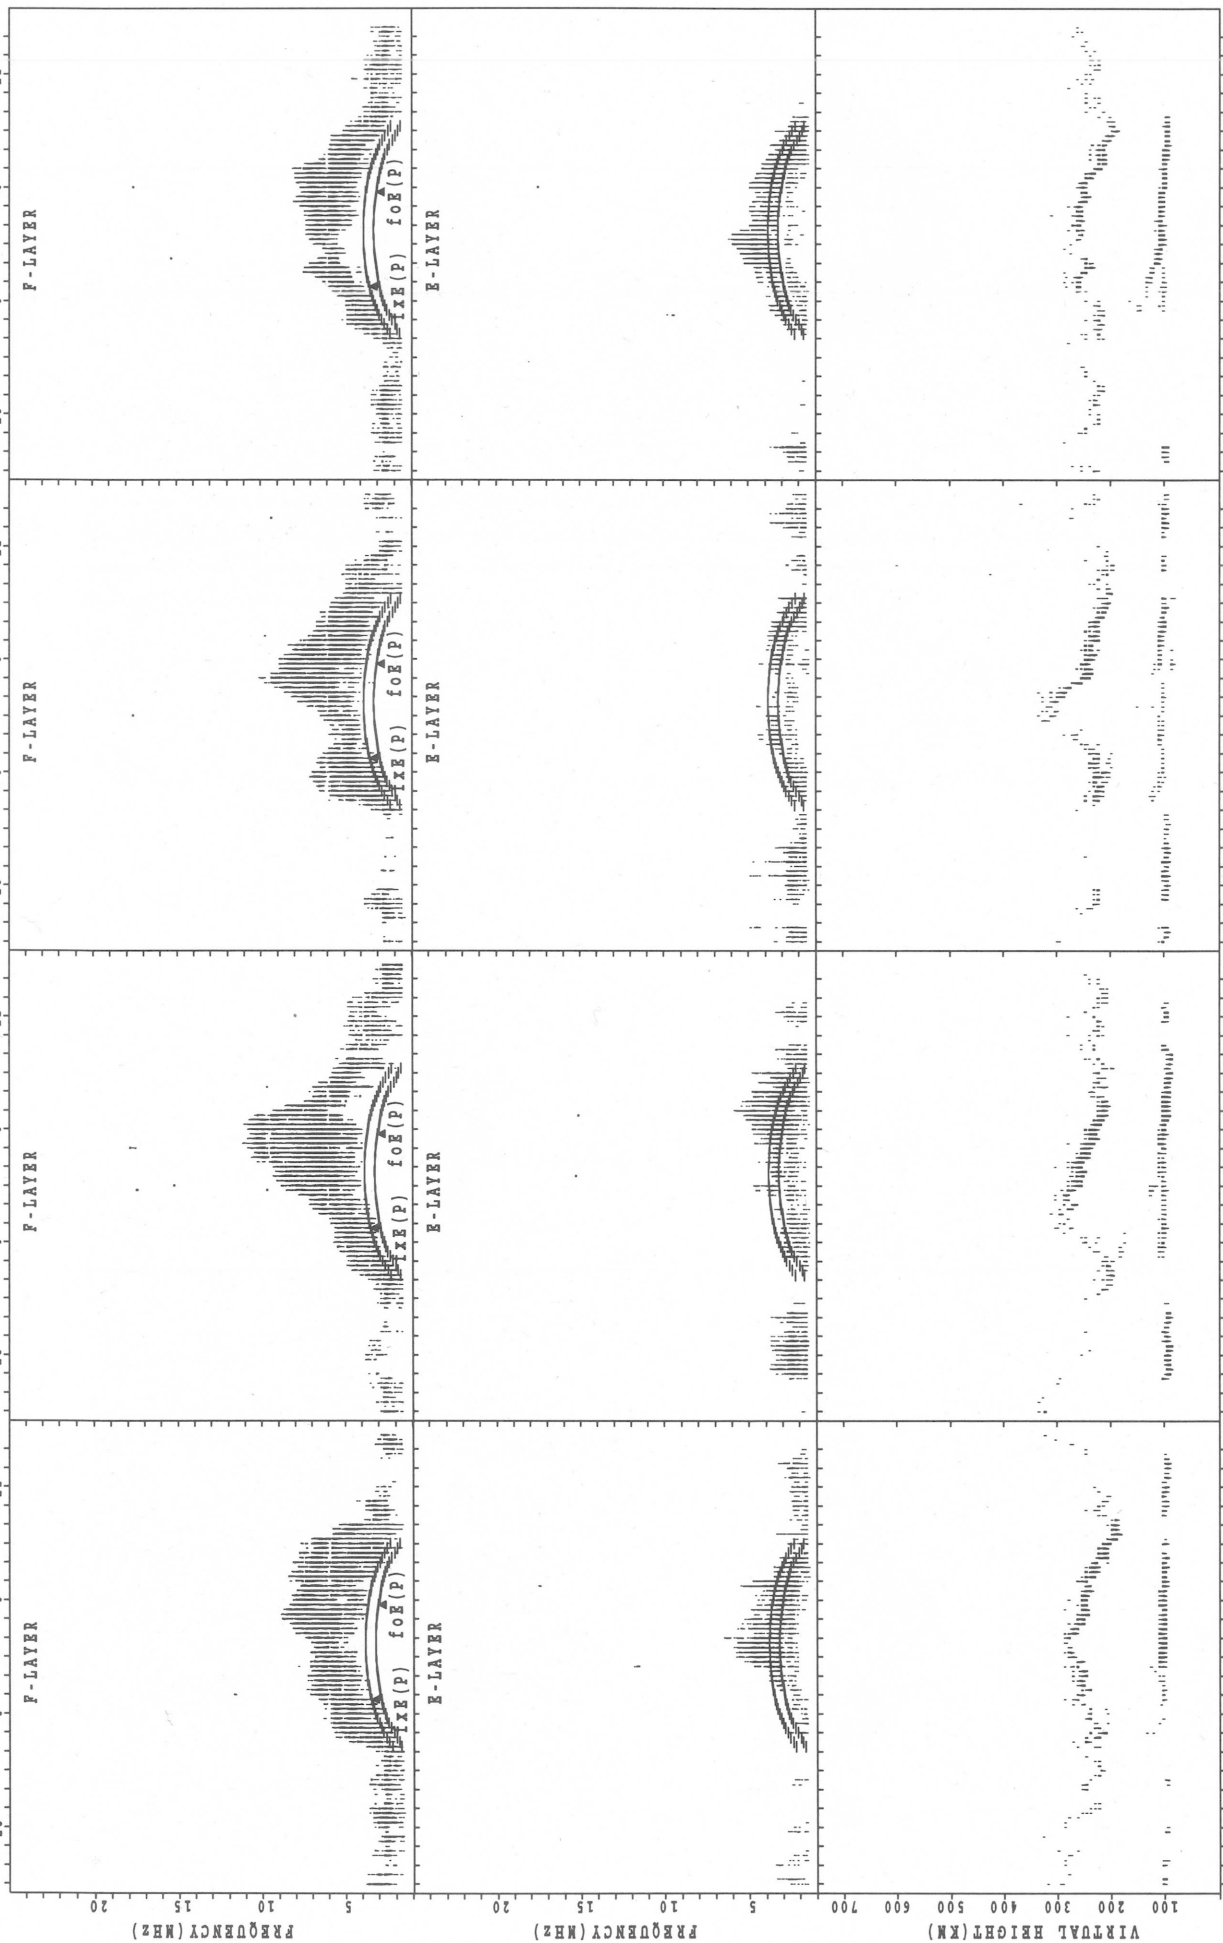 FREQUENCY(MHz)
20
15
10
5
F-LAYER
fxE(P) foE(P)
F-LAYER
fxE(P) foE(P)
F-LAYER
fxE(P) foE(P)
F-LAYER
fxE(P) foE(P)
FREQUENCY(MHz)
20
15
10
5
E-LAYER
E-LAYER
E-LAYER
E-LAYER
VIRTUAL HEIGHT(KM)
700
600
500
400
300
200
100